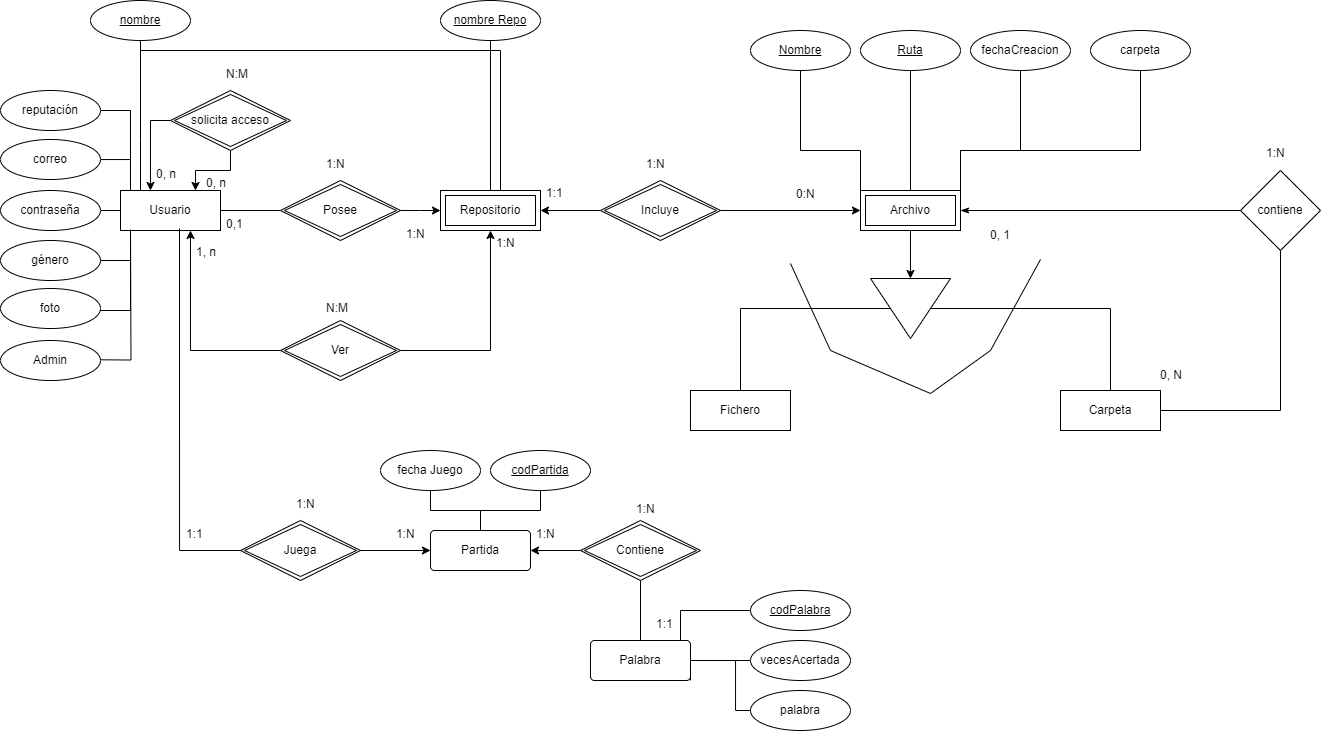 nombre
nombre Repo
Nombre
Ruta
fechaCreacion
carpeta
N:M
reputación
solicita acceso
correo
1:N
1:N
1:N
0, n
0, n
contraseña
Usuario
Posee
Repositorio
1:1
Incluye
0:N
Archivo
contiene
0,1
1:N
0, 1
1, n
1:N
género
foto
N:M
Ver
Admin
0, N
Fichero
Carpeta
fecha Juego
codPartida
1:N
1:N
1:1
1:N
1:N
Juega
Partida
Contiene
codPalabra
1:1
Palabra
vecesAcertada
palabra